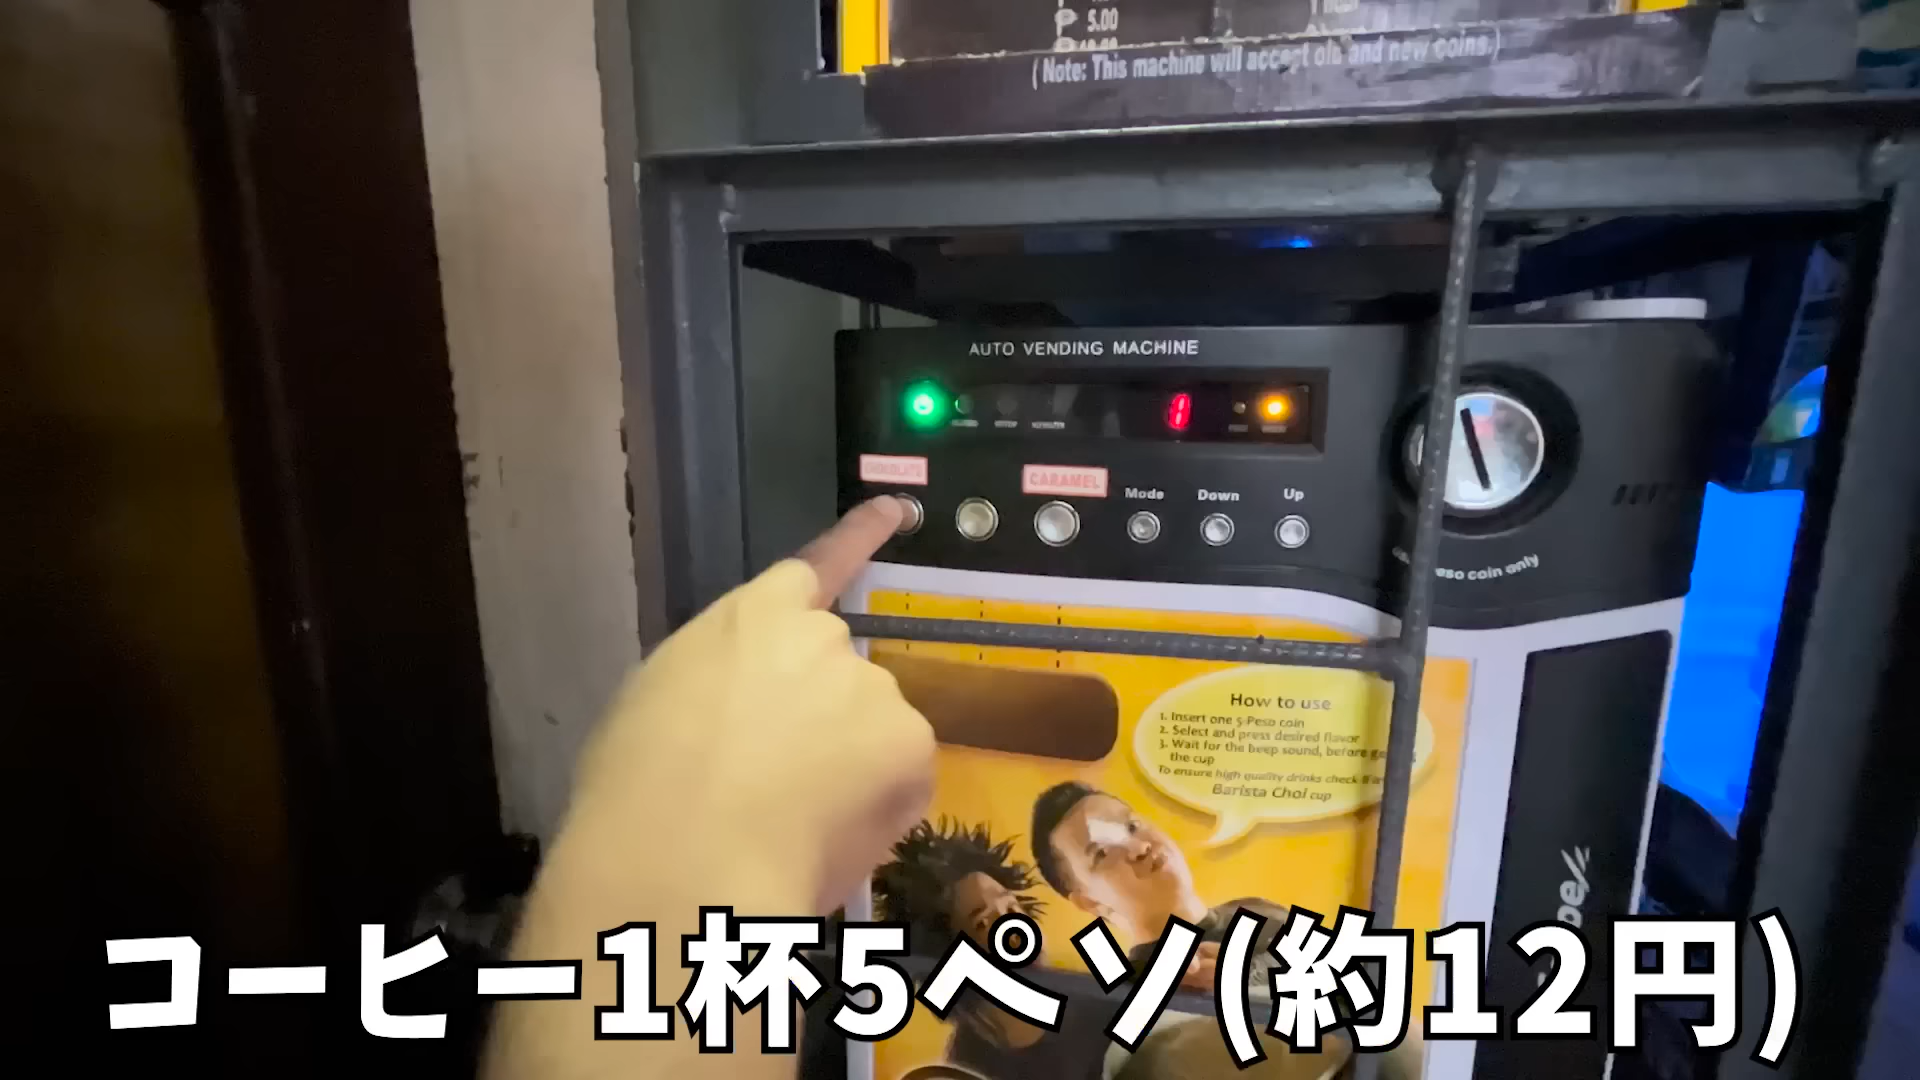 ₱ 5.00
(Note: This machine will accept old and new coins.)
AUTO VENDING MACHINE
CHOCOLATE
CARAMEL
Mode
Down
Up
peso coin only
How to use
1. Insert one 5-Peso coin
2. Select and press desired flavor
3. Wait for the beep sound, before
the cup
To ensure high quality drinks check
Barista Choi cup
コーヒー1杯5ペソ(約12円)